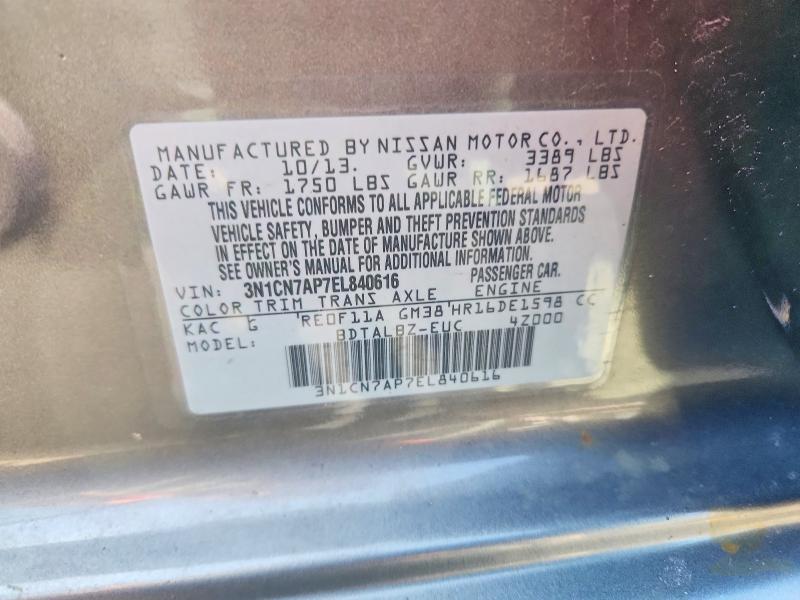 MANUFACTURED BY NISSAN MOTOR CO., LTD.
DATE: 10/13. GVWR: 3389 LBS
GAWR FR: 1750 LBS GAWR RR: 1687 LBS
THIS VEHICLE CONFORMS TO ALL APPLICABLE FEDERAL MOTOR
VEHICLE SAFETY, BUMPER AND THEFT PREVENTION STANDARDS
IN EFFECT ON THE DATE OF MANUFACTURE SHOWN ABOVE.
SEE OWNER'S MANUAL FOR ADDITIONAL INFORMATION.
VIN: 3N1CN7AP7EL840616 PASSENGER CAR.
COLOR TRIM TRANS AXLE ENGINE
KAC G RE0F11A GM38 HR16DE1598 CC
MODEL: BDTALBZ-EUC 4Z000
3N1CN7AP7EL840616